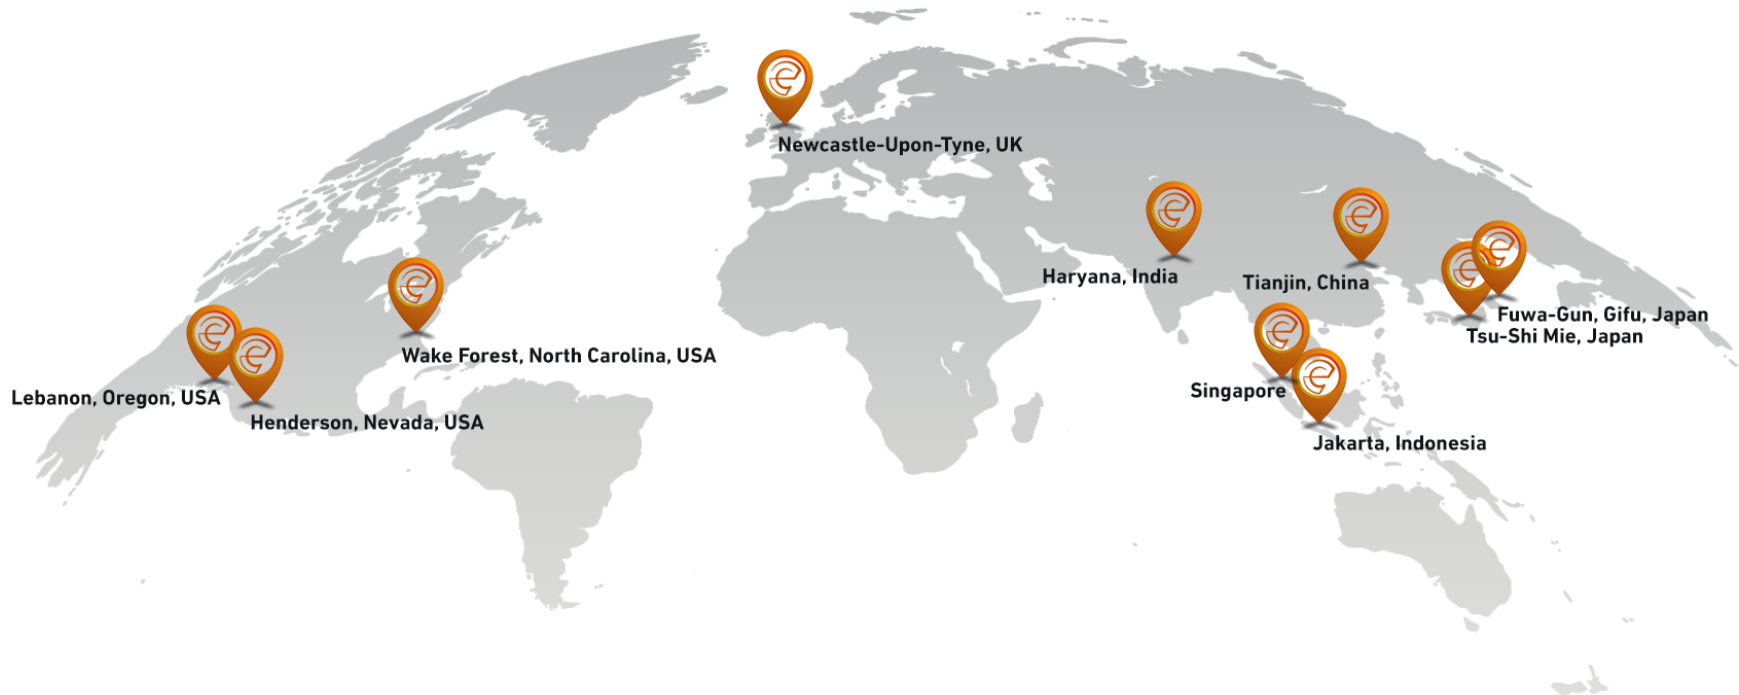 Newcastle-Upon-Tyne, UK
Haryana, India
Tianjin, China
Fuwa-Gun, Gifu, Japan
Tsu-Shi Mie, Japan
Wake Forest, North Carolina, USA
Singapore
Lebanon, Oregon, USA
Henderson, Nevada, USA
Jakarta, Indonesia